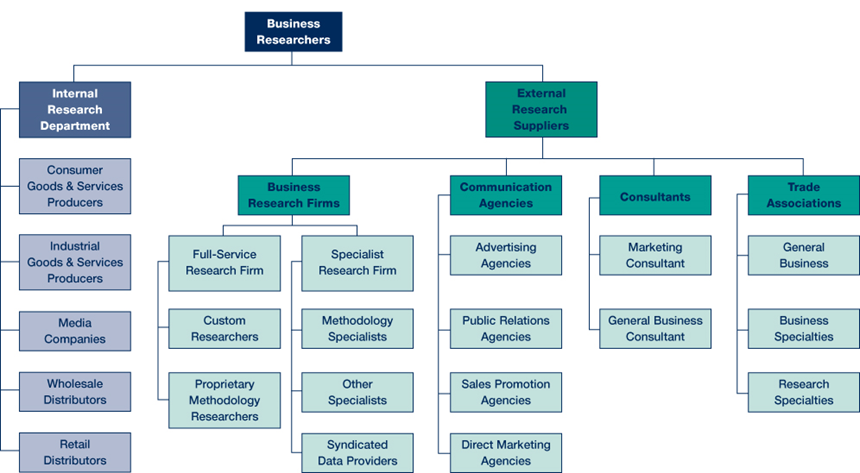 Business
Researchers
Internal
Research
Department
External
Research
Suppliers
Consumer
Goods & Services
Producers
Industrial
Goods & Services
Producers
Media
Companies
Wholesale
Distributors
Retail
Distributors
Business
Research Firms
Communication
Agencies
Consultants
Trade
Associations
Full-Service
Research Firm
Custom
Researchers
Proprietary
Methodology
Researchers
Specialist
Research Firm
Methodology
Specialists
Other
Specialists
Syndicated
Data Providers
Advertising
Agencies
Public Relations
Agencies
Sales Promotion
Agencies
Direct Marketing
Agencies
Marketing
Consultant
General Business
Consultant
General
Business
Business
Specialties
Research
Specialties